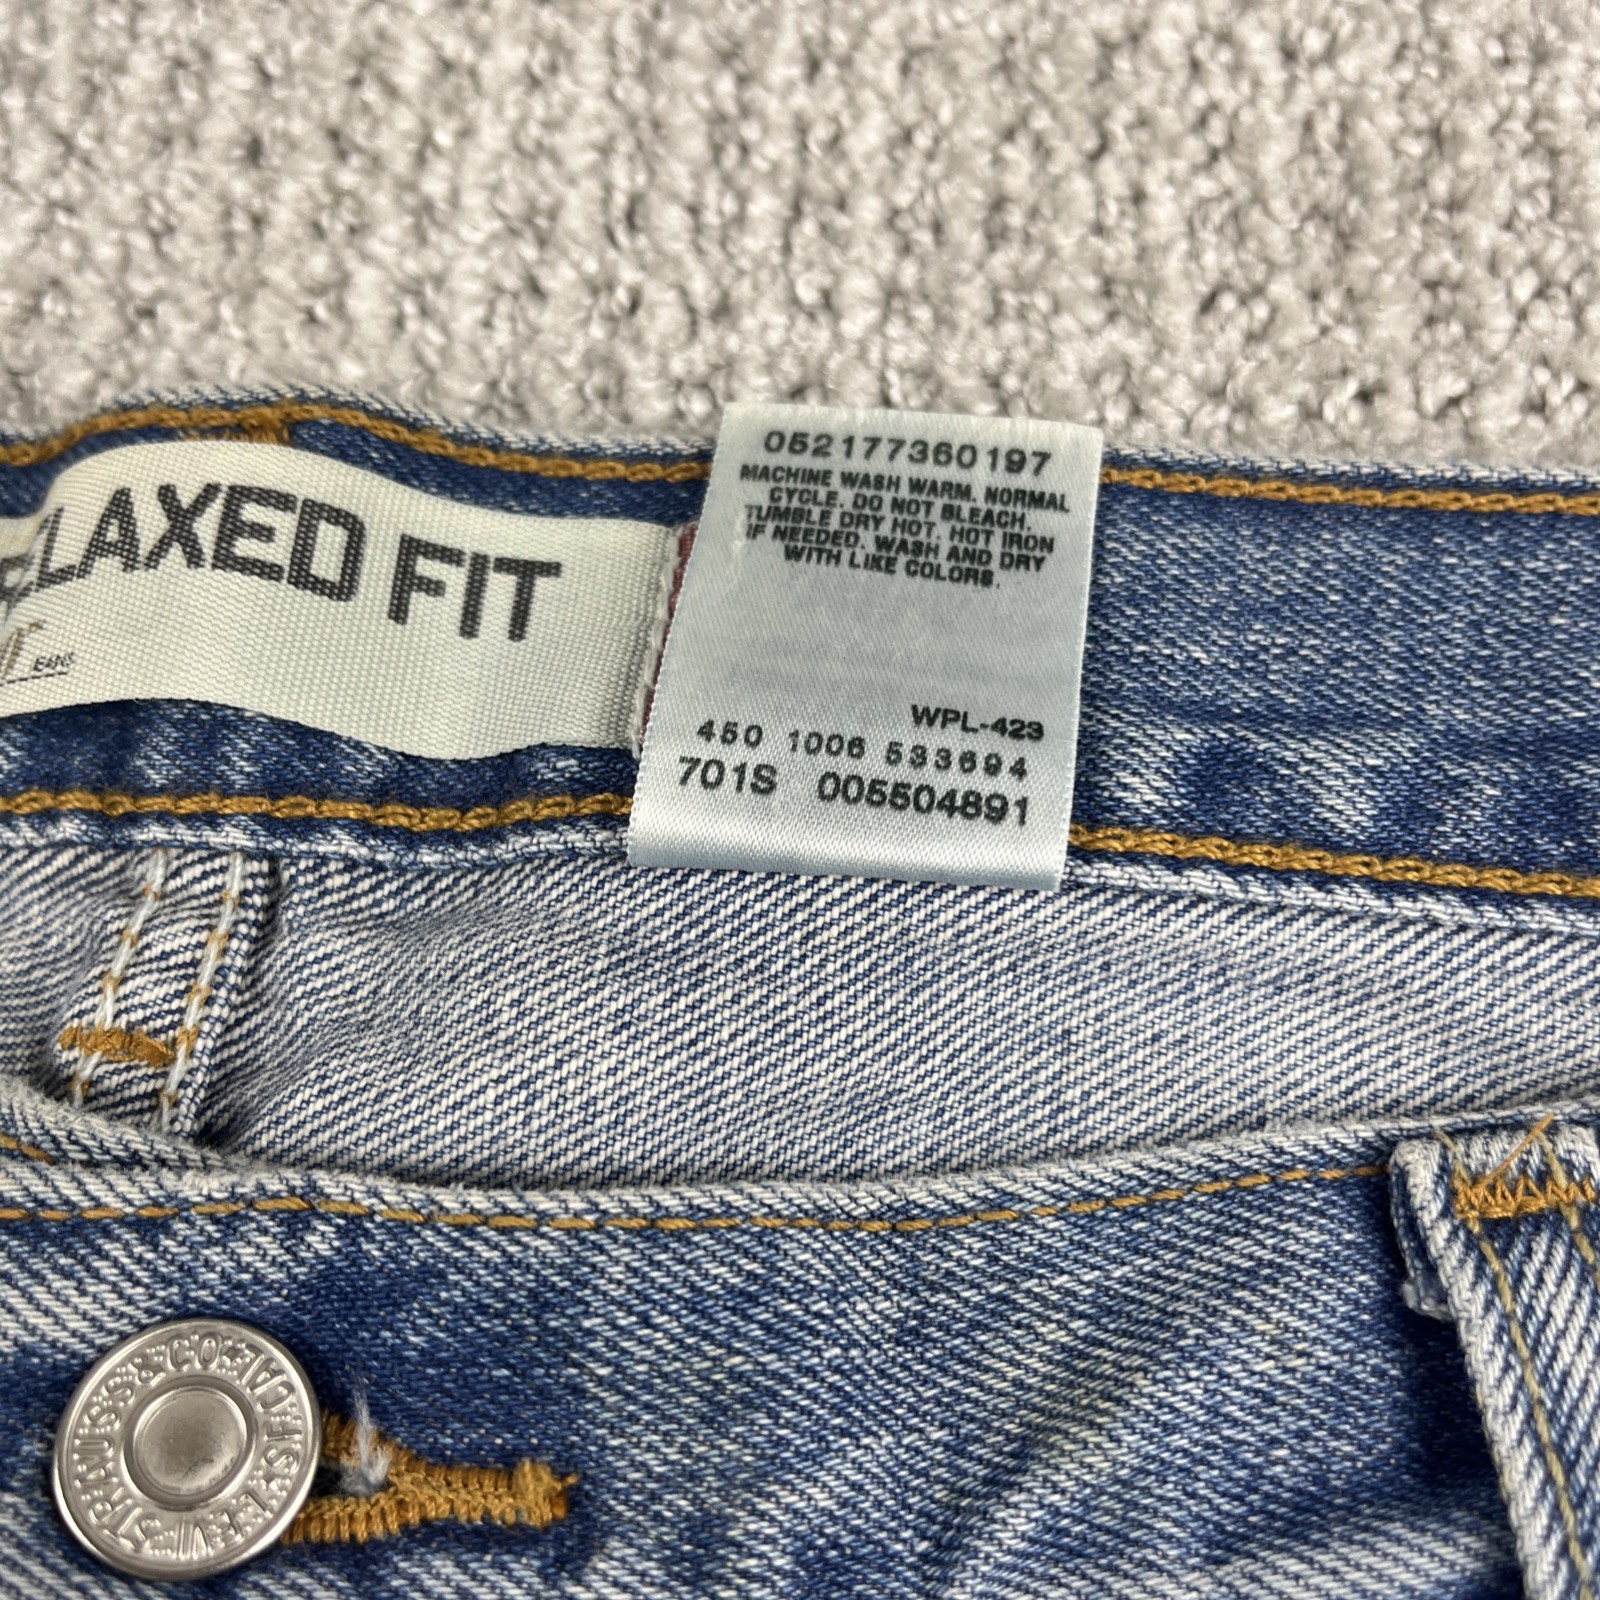 LAXED FIT
EANS
052177360197
MACHINE WASH WARM. NORMAL
CYCLE. DO NOT BLEACH.
TUMBLE DRY HOT. HOT IRON
IF NEEDED. WASH AND DRY
WITH LIKE COLORS.
WPL-423
450 1006 533694
701S 005504891
LEVI STRAUSS & CO S.F.CAL